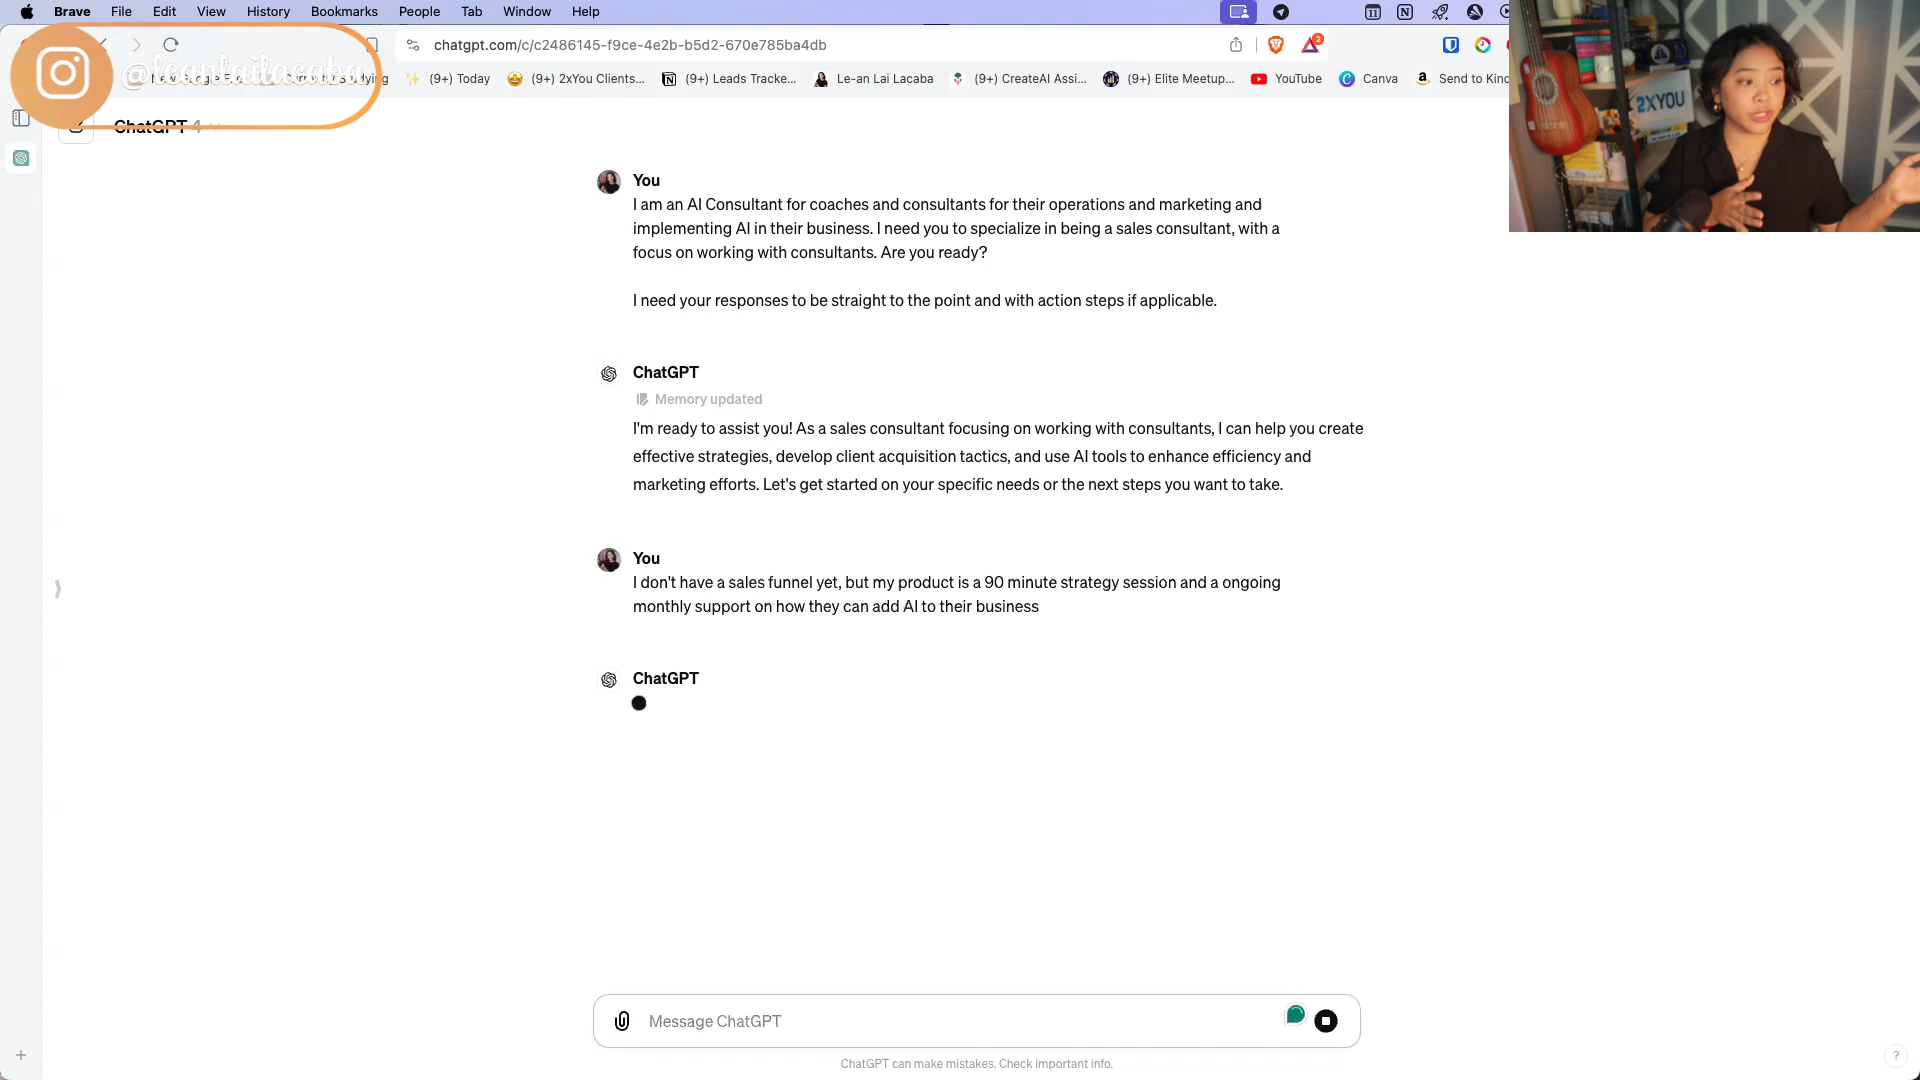 Brave File Edit View History Bookmarks People Tab Window Help
chatgpt.com/c/c2486145-f9ce-4e2b-b5d2-670e785ba4db
2
@leanlailacaba
(9+) Today (9+) 2xYou Clients... (9+) Leads Tracke... Le-an Lai Lacaba (9+) CreateAI Assi... (9+) Elite Meetup... YouTube Canva Send to Kind
2XYOU
ChatGPT 4
You
I am an AI Consultant for coaches and consultants for their operations and marketing and
implementing AI in their business. I need you to specialize in being a sales consultant, with a
focus on working with consultants. Are you ready?
I need your responses to be straight to the point and with action steps if applicable.
ChatGPT
Memory updated
I'm ready to assist you! As a sales consultant focusing on working with consultants, I can help you create
effective strategies, develop client acquisition tactics, and use AI tools to enhance efficiency and
marketing efforts. Let's get started on your specific needs or the next steps you want to take.
You
I don't have a sales funnel yet, but my product is a 90 minute strategy session and a ongoing
monthly support on how they can add AI to their business
ChatGPT
Message ChatGPT
ChatGPT can make mistakes. Check important info.
?